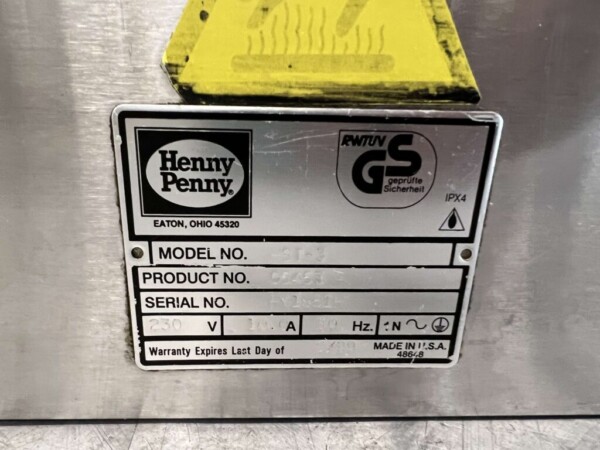 Henny
Penny®
EATON, OHIO 45320
RWTÜV
GS
geprüfte
Sicherheit
IPX4
MODEL NO.
PRODUCT NO.
SERIAL NO.
230 V A Hz. 1N ~
Warranty Expires Last Day of
MADE IN U.S.A.
48648